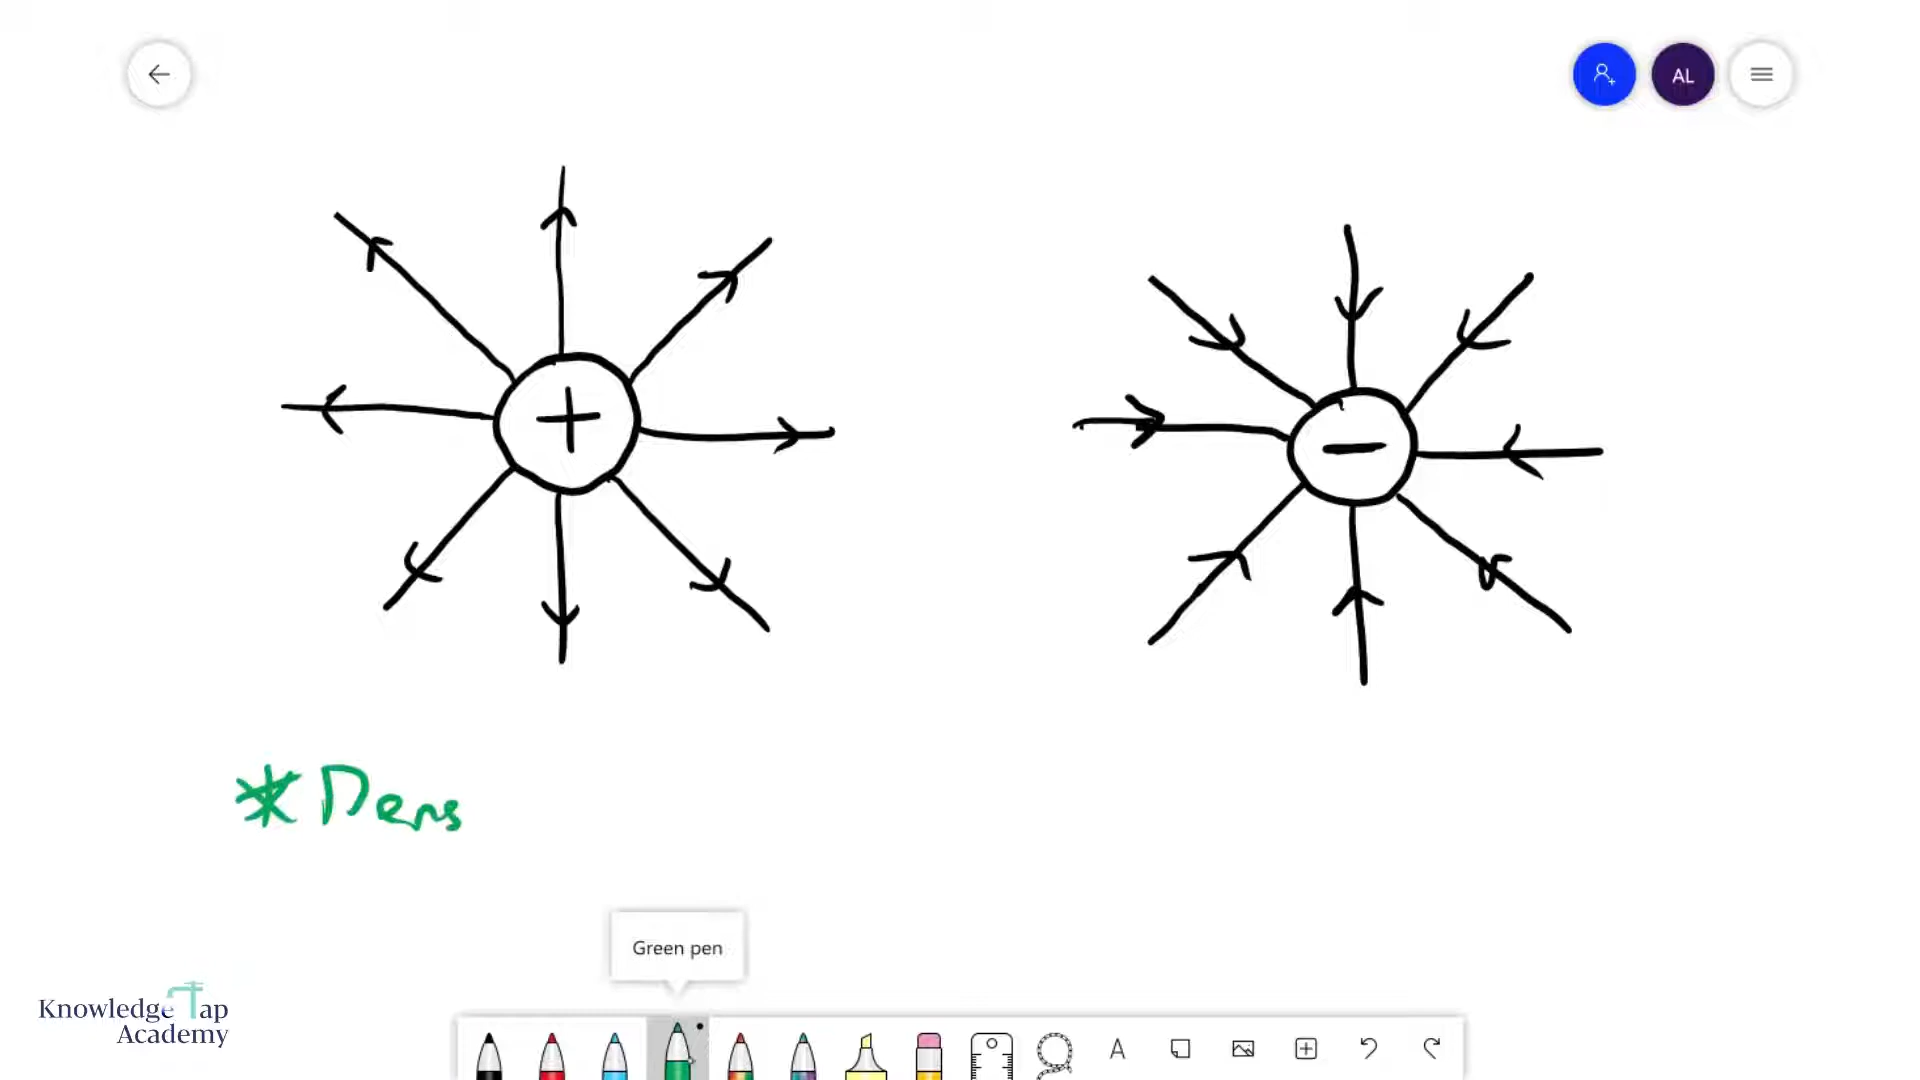 AL
+
−
* Dens
Green pen
Knowledge Tap
Academy
A